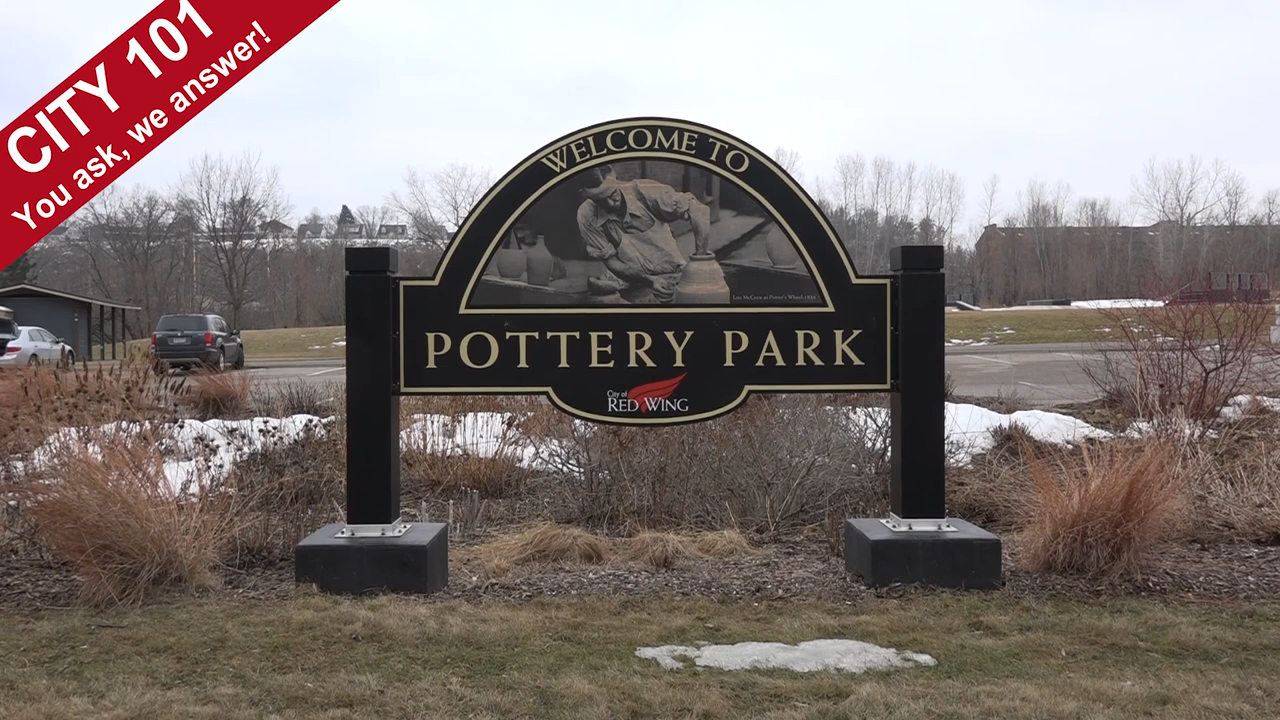 CITY 101
You ask, we answer!
WELCOME TO
POTTERY PARK
City of
RED WING